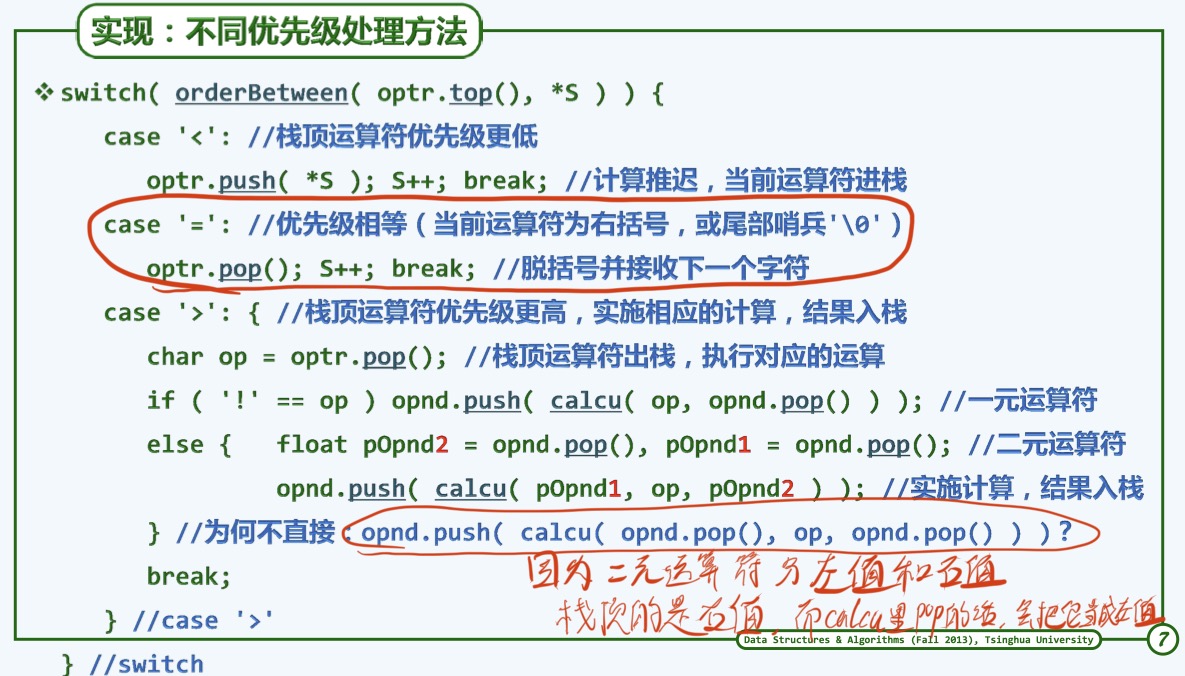 实现：不同优先级处理方法
❖ switch( orderBetween( optr.top(), *S ) ) {
case '<': //栈顶运算符优先级更低
optr.push( *S ); S++; break; //计算推迟，当前运算符进栈
case '=': //优先级相等（当前运算符为右括号，或尾部哨兵'\0'）
optr.pop(); S++; break; //脱括号并接收下一个字符
case '>': { //栈顶运算符优先级更高，实施相应的计算，结果入栈
char op = optr.pop(); //栈顶运算符出栈，执行对应的运算
if ( '!' == op ) opnd.push( calcu( op, opnd.pop() ) ); //一元运算符
else { float pOpnd2 = opnd.pop(), pOpnd1 = opnd.pop(); //二元运算符
opnd.push( calcu( pOpnd1, op, pOpnd2 ) ); //实施计算，结果入栈
} //为何不直接：opnd.push( calcu( opnd.pop(), op, opnd.pop() ) )？
因为二元运算符分左值和右值
break;
栈顶的是右值，而calcu里pop的话，会把它当成左值
} //case '>'
Data Structures & Algorithms (Fall 2013), Tsinghua University
7
} //switch